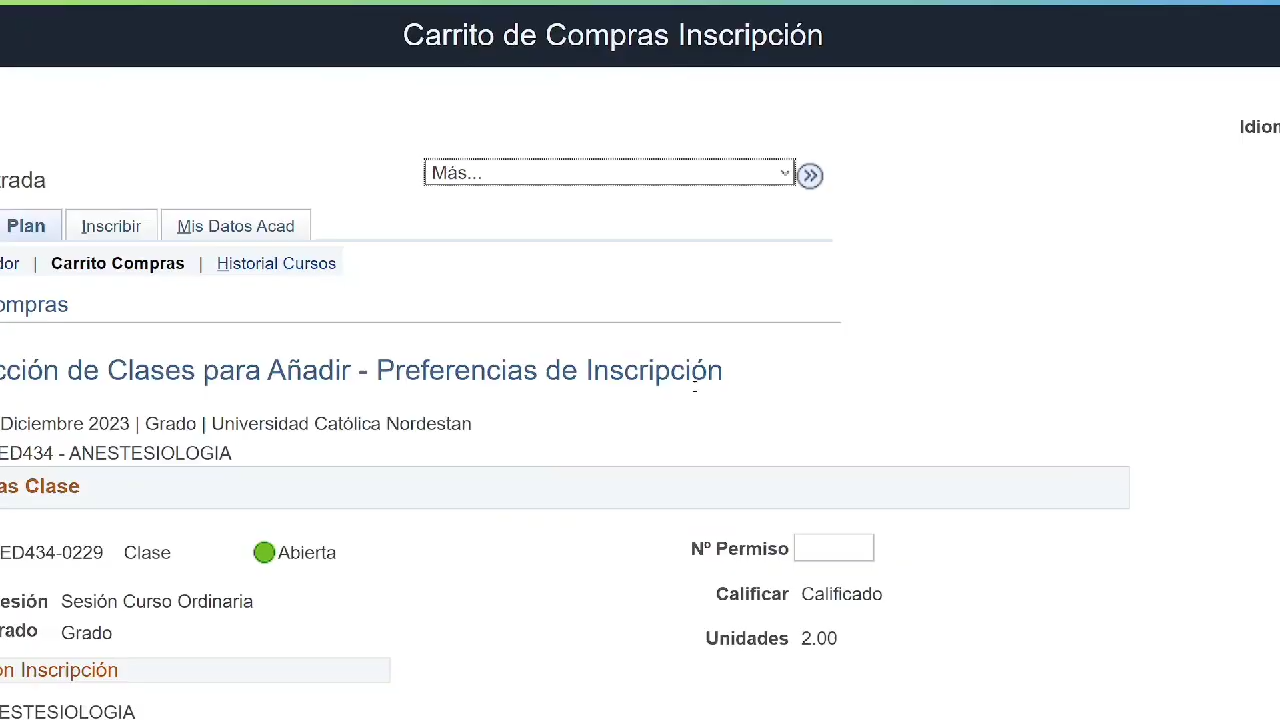 Carrito de Compras Inscripción
Idion
rada
Más...
Plan Inscribir Mis Datos Acad
dor | Carrito Compras | Historial Cursos
ompras
cción de Clases para Añadir - Preferencias de Inscripción
Diciembre 2023 | Grado | Universidad Católica Nordestan
ED434 - ANESTESIOLOGIA
as Clase
ED434-0229 Clase Abierta Nº Permiso
Calificar Calificado
esión Sesión Curso Ordinaria
rado Grado
Unidades 2.00
on Inscripción
ESTESIOLOGIA